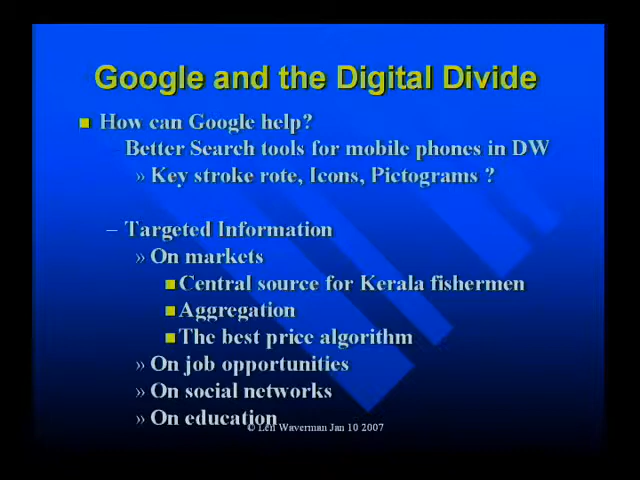 Google and the Digital Divide
■ How can Google help?
Better Search tools for mobile phones in DW
» Key stroke rote, Icons, Pictograms ?
– Targeted Information
» On markets
■ Central source for Kerala fishermen
■ Aggregation
■ The best price algorithm
» On job opportunities
» On social networks
» On education
© Len Waverman Jan 10 2007